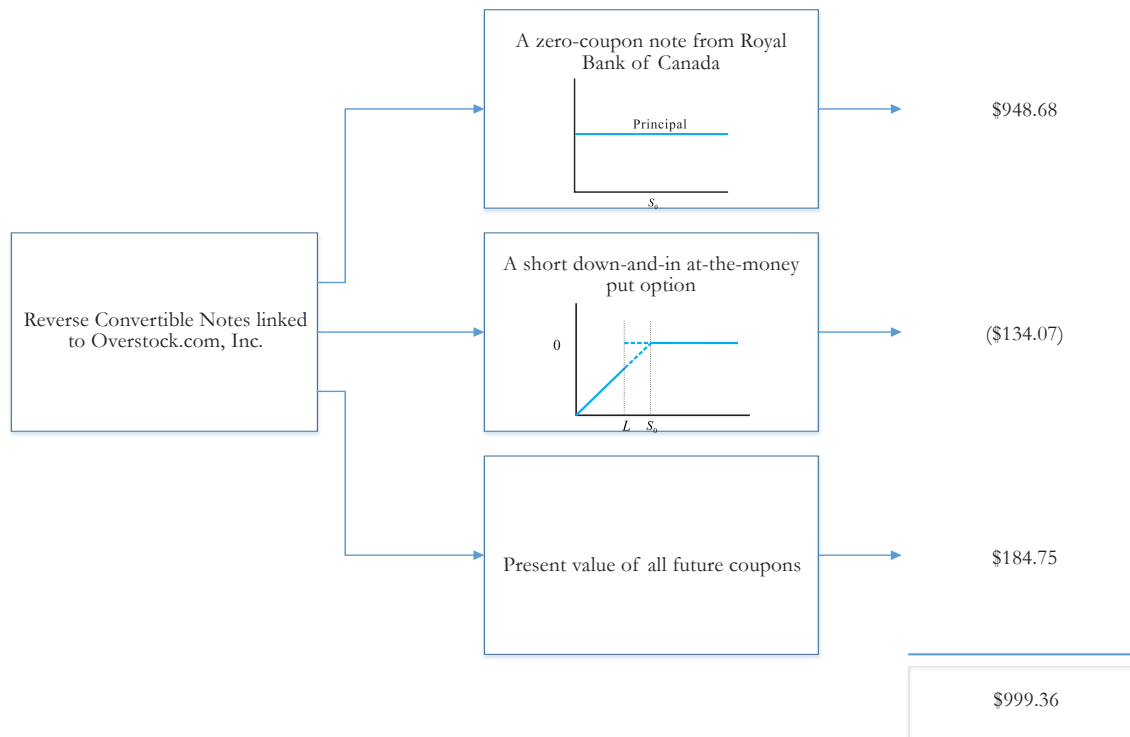 Reverse Convertible Notes linked
to Overstock.com, Inc.
A zero-coupon note from Royal
Bank of Canada
Principal
S₀
$948.68
A short down-and-in at-the-money
put option
0
L S₀
($134.07)
Present value of all future coupons
$184.75
$999.36